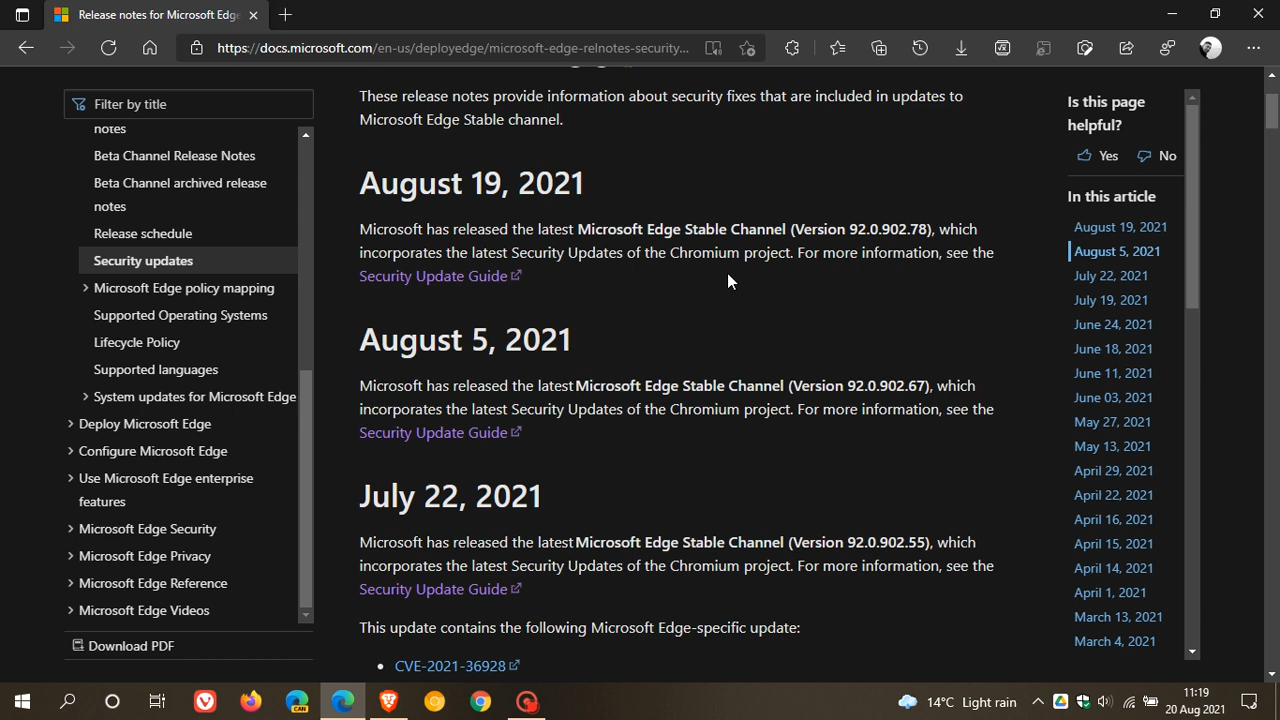 Release notes for Microsoft Edge
https://docs.microsoft.com/en-us/deployedge/microsoft-edge-relnotes-security...
Filter by title
notes
Beta Channel Release Notes
Beta Channel archived release
notes
Release schedule
Security updates
Microsoft Edge policy mapping
Supported Operating Systems
Lifecycle Policy
Supported languages
System updates for Microsoft Edge
Deploy Microsoft Edge
Configure Microsoft Edge
Use Microsoft Edge enterprise
features
Microsoft Edge Security
Microsoft Edge Privacy
Microsoft Edge Reference
Microsoft Edge Videos
Download PDF
These release notes provide information about security fixes that are included in updates to
Microsoft Edge Stable channel.
August 19, 2021
Microsoft has released the latest Microsoft Edge Stable Channel (Version 92.0.902.78), which
incorporates the latest Security Updates of the Chromium project. For more information, see the
Security Update Guide
August 5, 2021
Microsoft has released the latest Microsoft Edge Stable Channel (Version 92.0.902.67), which
incorporates the latest Security Updates of the Chromium project. For more information, see the
Security Update Guide
July 22, 2021
Microsoft has released the latest Microsoft Edge Stable Channel (Version 92.0.902.55), which
incorporates the latest Security Updates of the Chromium project. For more information, see the
Security Update Guide
This update contains the following Microsoft Edge-specific update:
• CVE-2021-36928
Is this page
helpful?
Yes No
In this article
August 19, 2021
August 5, 2021
July 22, 2021
July 19, 2021
June 24, 2021
June 18, 2021
June 11, 2021
June 03, 2021
May 27, 2021
May 13, 2021
April 29, 2021
April 22, 2021
April 16, 2021
April 15, 2021
April 14, 2021
April 1, 2021
March 13, 2021
March 4, 2021
CAN
14°C Light rain
11:19
20 Aug 2021